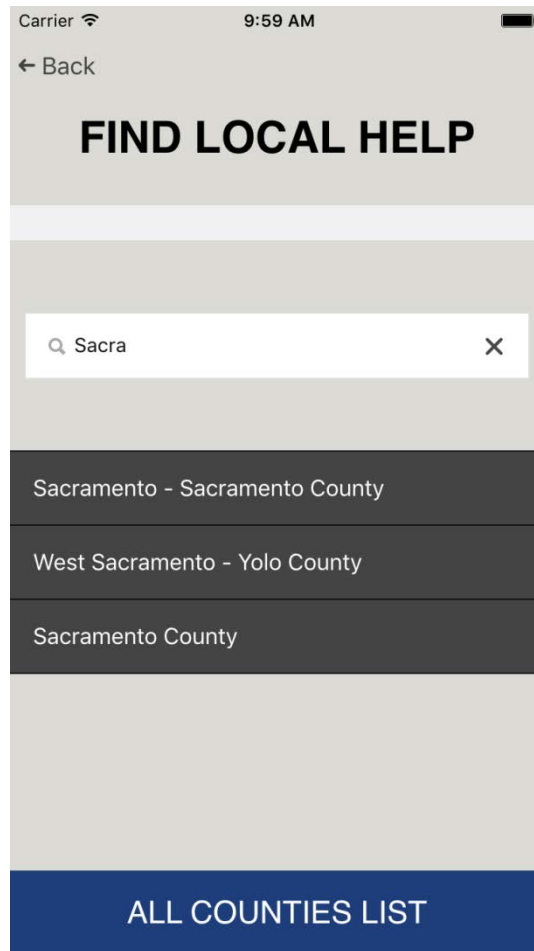 Carrier 9:59 AM
← Back
FIND LOCAL HELP
Sacra
Sacramento - Sacramento County
West Sacramento - Yolo County
Sacramento County
ALL COUNTIES LIST